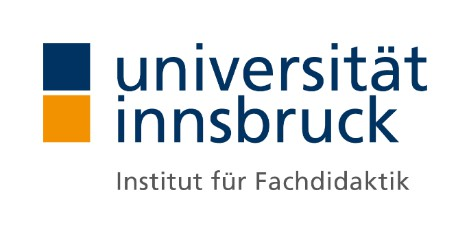 universität
innsbruck
Institut für Fachdidaktik